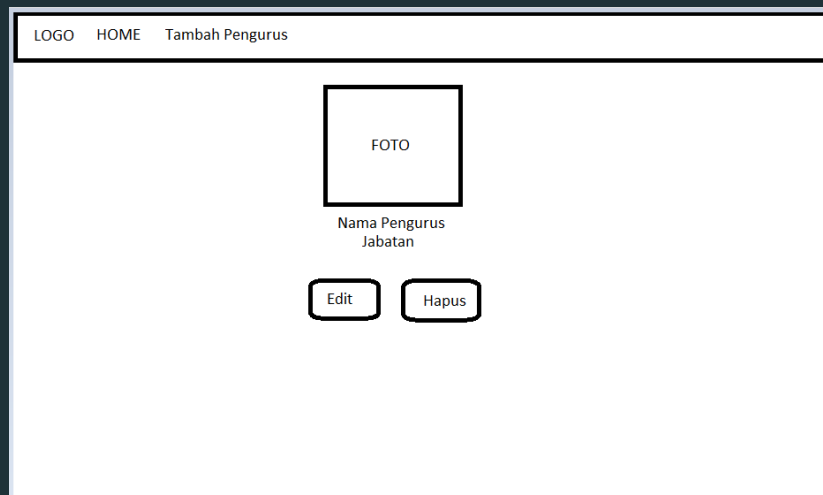 LOGO HOME Tambah Pengurus
FOTO
Nama Pengurus
Jabatan
Edit Hapus